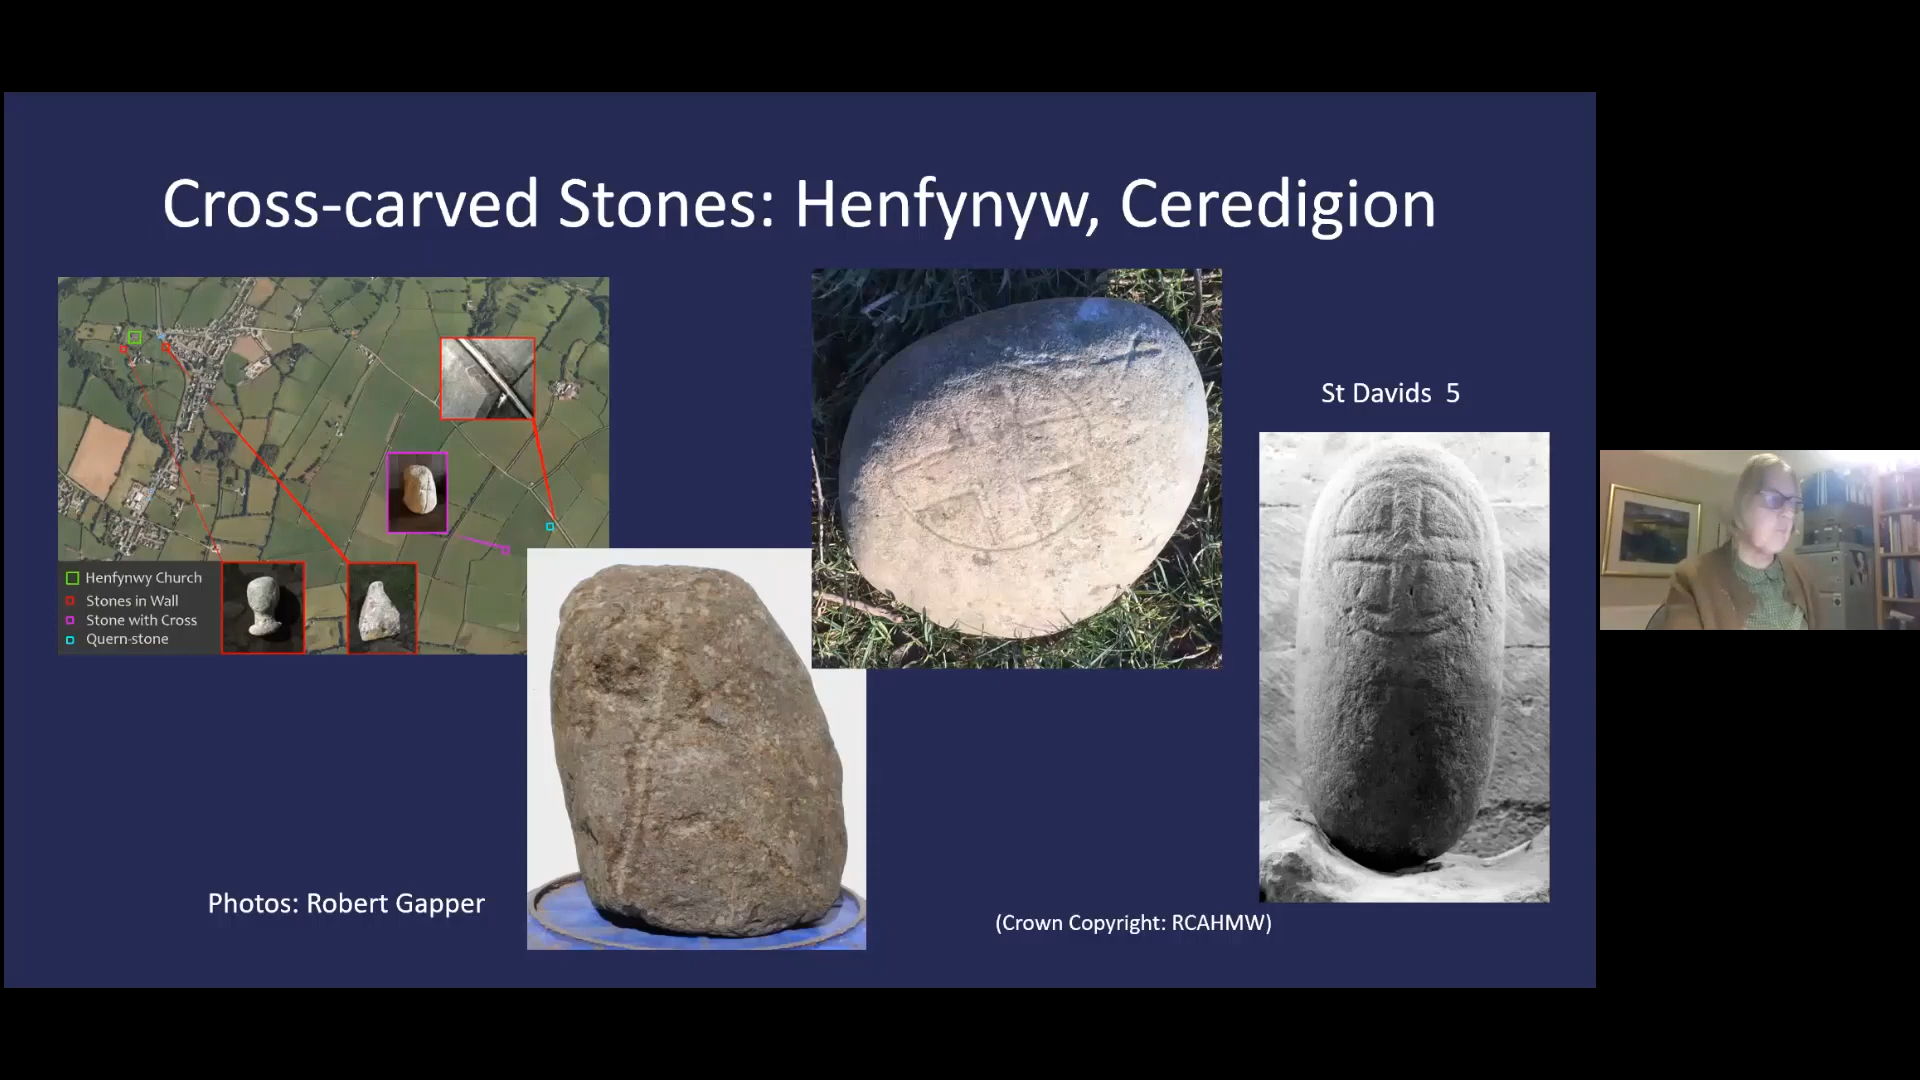 Cross-carved Stones: Henfynyw, Ceredigion
Henfynwy Church
Stones in Wall
Stone with Cross
Quern-stone
St Davids 5
Photos: Robert Gapper
(Crown Copyright: RCAHMW)